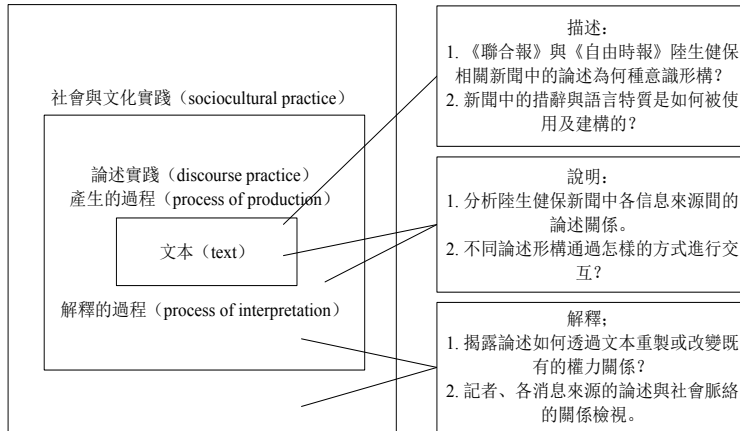 社會與文化實踐（sociocultural practice）
論述實踐（discourse practice）
產生的過程（process of production）
文本（text）
解釋的過程（process of interpretation）
描述：
1. 《聯合報》與《自由時報》陸生健保
相關新聞中的論述為何種意識形構？
2. 新聞中的措辭與語言特質是如何被使
用及建構的？
說明：
1. 分析陸生健保新聞中各信息來源間的
論述關係。
2. 不同論述形構通過怎樣的方式進行交
互？
解釋；
1. 揭露論述如何透過文本重製或改變既
有的權力關係？
2. 記者、各消息來源的論述與社會脈絡
的關係檢視。